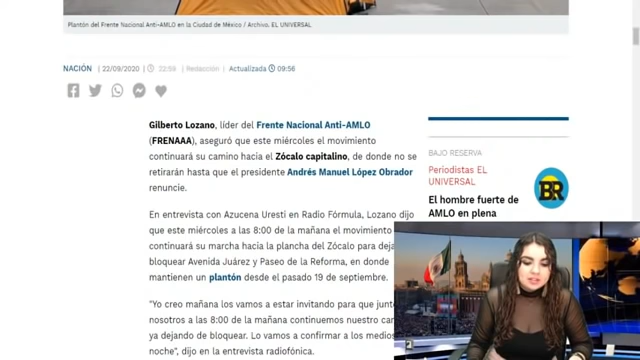 Plantón del Frente Nacional Anti-AMLO en la Ciudad de México / Archivo. EL UNIVERSAL
NACIÓN | 22/09/2020 | 22:59 | Redacción | Actualizada 09:56
Gilberto Lozano, líder del Frente Nacional Anti-AMLO
(FRENAAA), aseguró que este miércoles el movimiento
continuará su camino hacia el Zócalo capitalino, de donde no se
retirarán hasta que el presidente Andrés Manuel López Obrador
renuncie.
En entrevista con Azucena Uresti en Radio Fórmula, Lozano dijo
que este miércoles a las 8:00 de la mañana el movimiento
continuará su marcha hacia la plancha del Zócalo para
bloquear Avenida Juárez y Paseo de la Reforma, en donde
mantienen un plantón desde el pasado 19 de septiembre.
"Yo creo mañana los vamos a estar invitando para que
nosotros a las 8:00 de la mañana continuemos nuestro
ya dejando de bloquear. Lo vamos a confirmar a los medios
noche", dijo en la entrevista radiofónica.
BAJO RESERVA
Periodistas EL
UNIVERSAL
El hombre fuerte de
AMLO en plena
BR